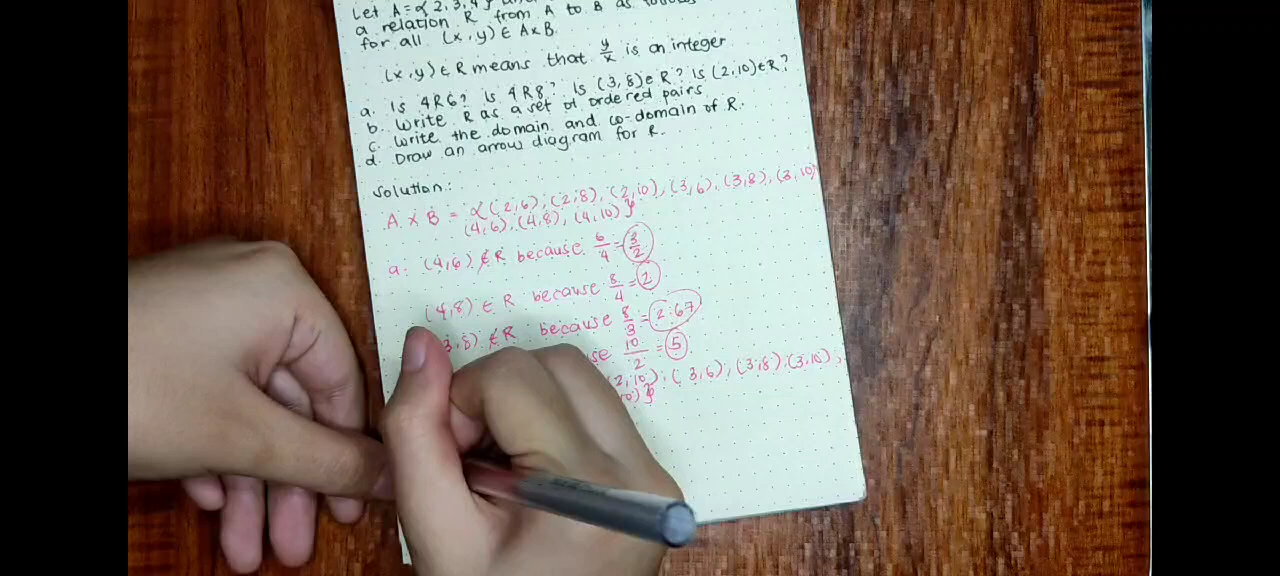 Let A = {2, 3, 4}
a relation R from A to B as follows
for all (x, y) ∈ A x B.
(x, y) ∈ R means that y/x is an integer
a. Is 4R6? Is 4R8? Is (3, 8) ∈ R? Is (2, 10) ∈ R?
b. Write R as a set of ordered pairs
c. Write the domain and co-domain of R.
d. Draw an arrow diagram for R.
Solution:
A x B = {(2, 6), (2, 8), (2, 10), (3, 6), (3, 8), (3, 10)
(4, 6), (4, 8), (4, 10)}
a. (4, 6) ∉ R because 6/4 = 3/2
(4, 8) ∈ R because 8/4 = 2
3, 8) ∉ R because 8/3 = 2.67
use 10/2 = 5
2, 10), (3, 6), (3, 8), (3, 10),
10)}